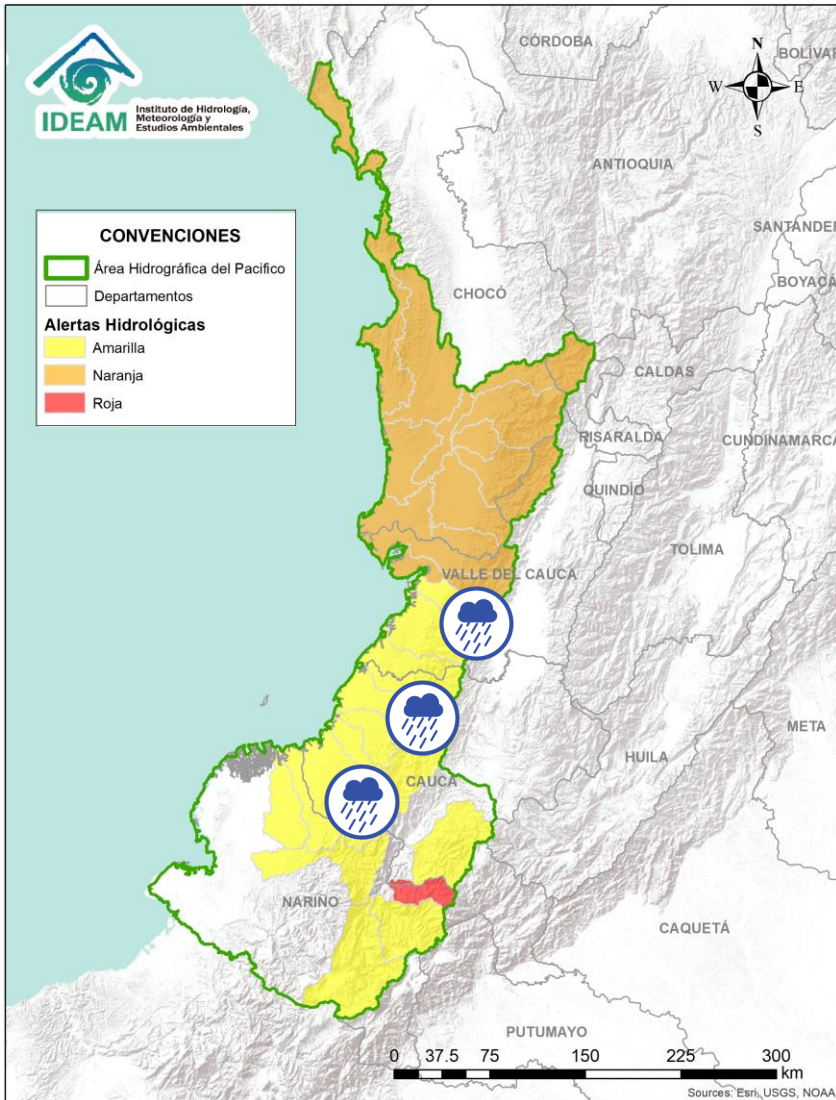 IDEAM
Instituto de Hidrología,
Meteorología y
Estudios Ambientales
CÓRDOBA
BOLÍVAR
N
W
E
S
ANTIOQUIA
SANTANDER
BOYACÁ
CONVENCIONES
Área Hidrográfica del Pacifico
Departamentos
Alertas Hidrológicas
Amarilla
Naranja
Roja
CHOCÓ
CALDAS
RISARALDA
CUNDINAMARCA
QUINDÍO
TOLIMA
VALLE DEL CAUCA
META
HUILA
CAUCA
NARIÑO
CAQUETÁ
PUTUMAYO
0 37.5 75 150 225 300
km
Sources: Esri, USGS, NOAA